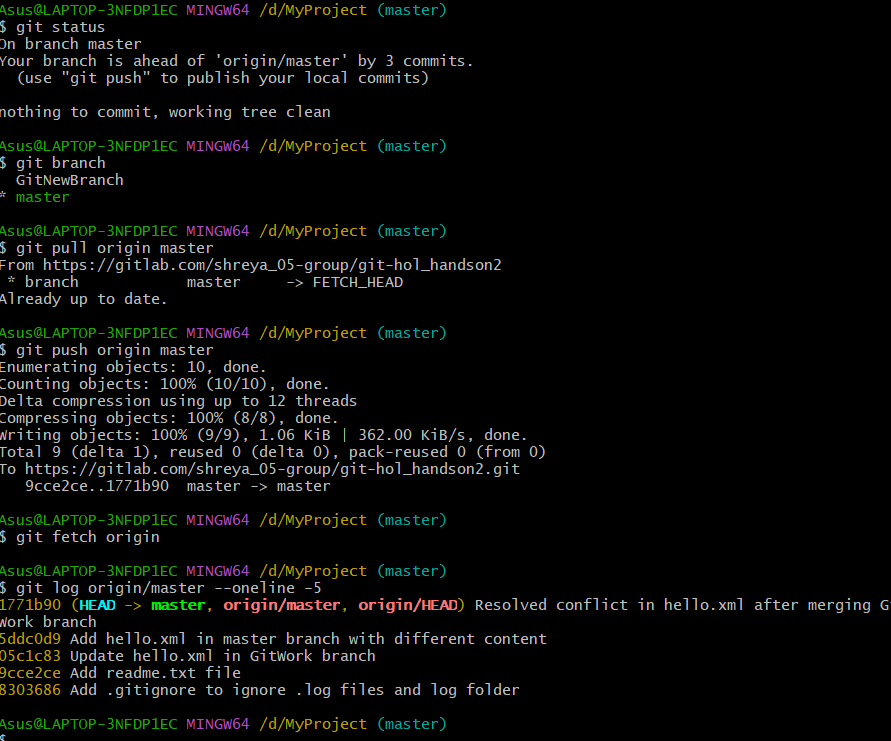 Asus@LAPTOP-3NFDP1EC MINGW64 /d/MyProject (master)
$ git status
On branch master
Your branch is ahead of 'origin/master' by 3 commits.
  (use "git push" to publish your local commits)

nothing to commit, working tree clean

Asus@LAPTOP-3NFDP1EC MINGW64 /d/MyProject (master)
$ git branch
  GitNewBranch
* master

Asus@LAPTOP-3NFDP1EC MINGW64 /d/MyProject (master)
$ git pull origin master
From https://gitlab.com/shreya_05-group/git-hol_handson2
 * branch            master     -> FETCH_HEAD
Already up to date.

Asus@LAPTOP-3NFDP1EC MINGW64 /d/MyProject (master)
$ git push origin master
Enumerating objects: 10, done.
Counting objects: 100% (10/10), done.
Delta compression using up to 12 threads
Compressing objects: 100% (8/8), done.
Writing objects: 100% (9/9), 1.06 KiB | 362.00 KiB/s, done.
Total 9 (delta 1), reused 0 (delta 0), pack-reused 0 (from 0)
To https://gitlab.com/shreya_05-group/git-hol_handson2.git
   9cce2ce..1771b90  master -> master

Asus@LAPTOP-3NFDP1EC MINGW64 /d/MyProject (master)
$ git fetch origin

Asus@LAPTOP-3NFDP1EC MINGW64 /d/MyProject (master)
$ git log origin/master --oneline -5
1771b90 (HEAD -> master, origin/master, origin/HEAD) Resolved conflict in hello.xml after merging G
Work branch
5ddc0d9 Add hello.xml in master branch with different content
05c1c83 Update hello.xml in GitWork branch
9cce2ce Add readme.txt file
8303686 Add .gitignore to ignore .log files and log folder

Asus@LAPTOP-3NFDP1EC MINGW64 /d/MyProject (master)
$